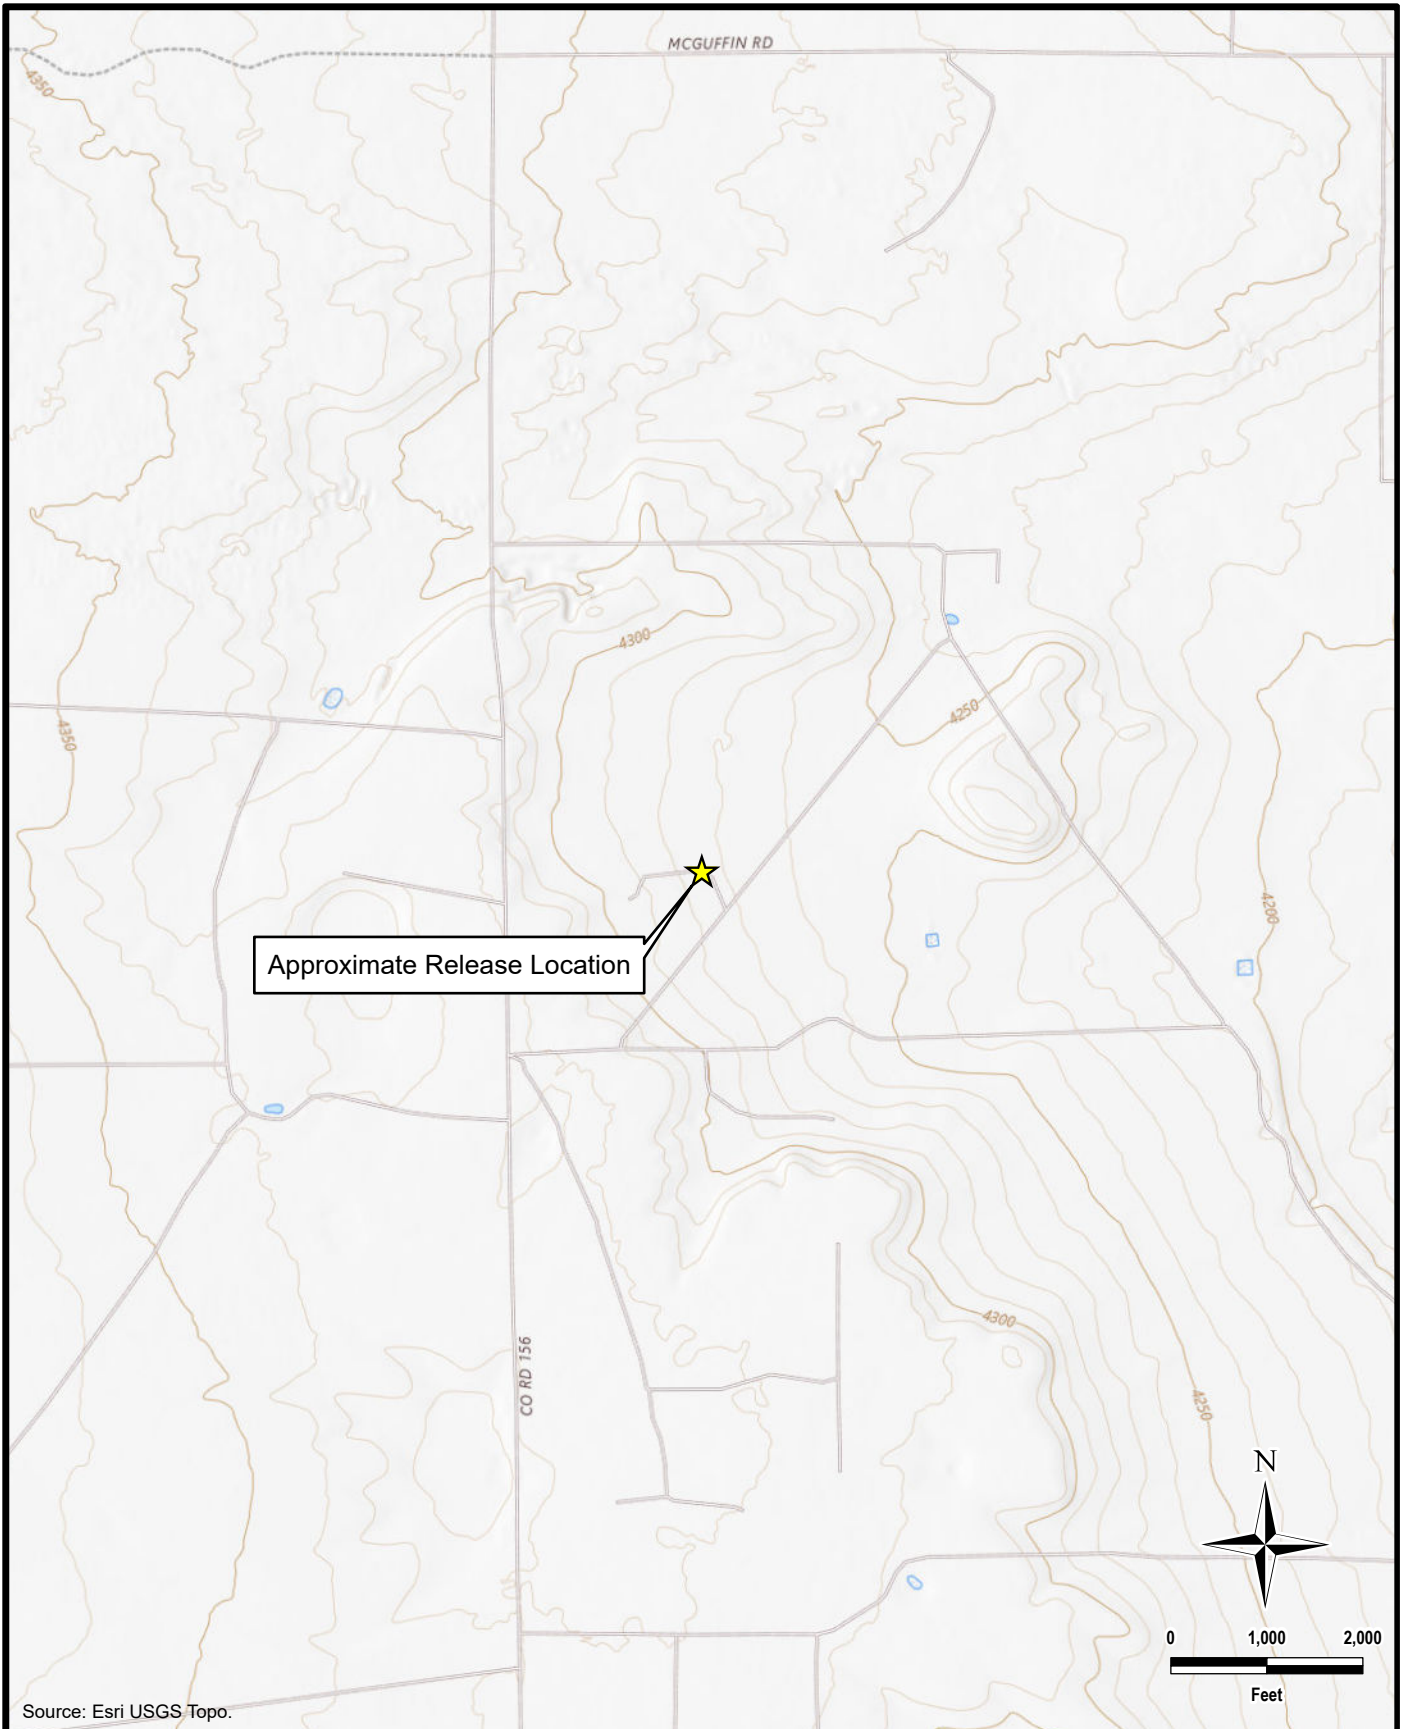 MCGUFFIN RD
4350
4300
4350
4250
4200
Approximate Release Location
4300
CO RD 156
4250
N
0 1,000 2,000
Feet
Source: Esri USGS Topo.